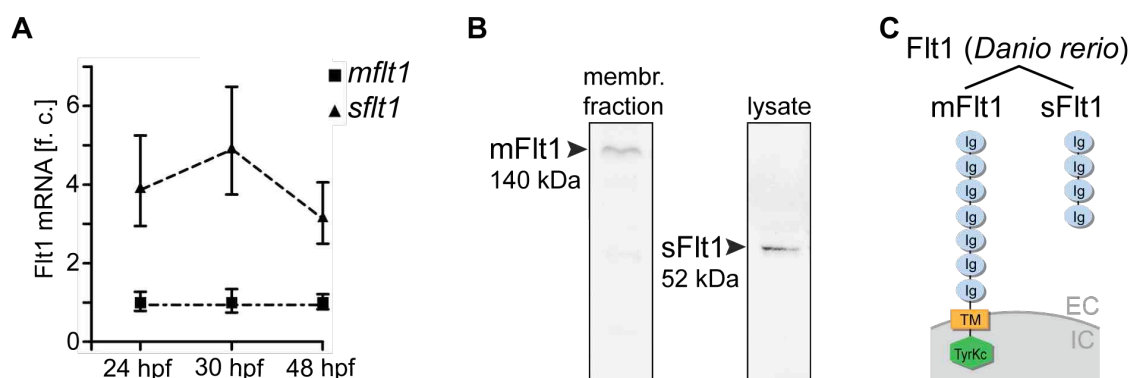 A
Flt1 mRNA [f. c.]
6
4
2
0
24 hpf 30 hpf 48 hpf
mflt1
sflt1
B
membr.
fraction
lysate
mFlt1
140 kDa
sFlt1
52 kDa
C
Flt1 (Danio rerio)
mFlt1 sFlt1
Ig Ig
Ig Ig
Ig Ig
Ig Ig
Ig
Ig
Ig
EC
TM
IC
TyrKc